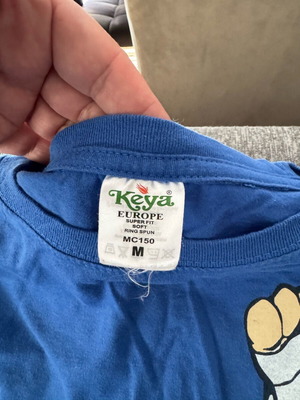 Keya
EUROPE
SUPER FIT
SOFT
RING SPUN
MC150
M